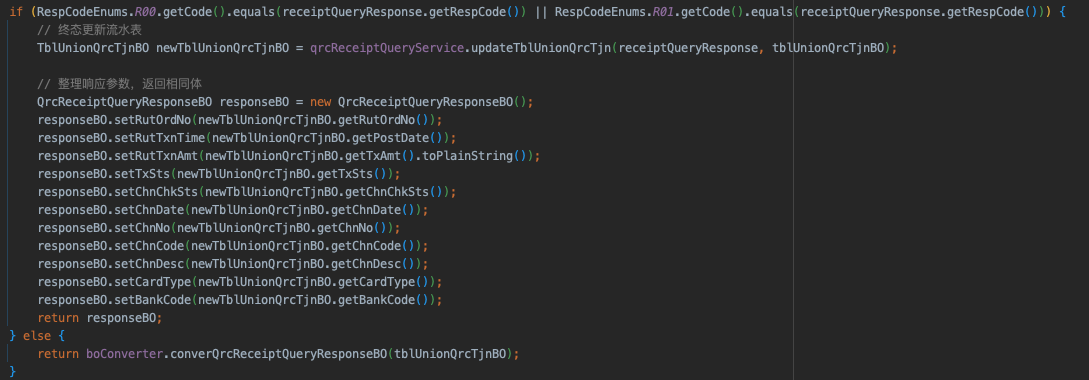 if (RespCodeEnums.R00.getCode().equals(receiptQueryResponse.getRespCode()) || RespCodeEnums.R01.getCode().equals(receiptQueryResponse.getRespCode())) {
// 终态更新流水表
TblUnionQrcTjnBO newTblUnionQrcTjnBO = qrcReceiptQueryService.updateTblUnionQrcTjn(receiptQueryResponse, tblUnionQrcTjnBO);
// 整理响应参数，返回相同体
QrcReceiptQueryResponseBO responseBO = new QrcReceiptQueryResponseBO();
responseBO.setRutOrdNo(newTblUnionQrcTjnBO.getRutOrdNo());
responseBO.setRutTxnTime(newTblUnionQrcTjnBO.getPostDate());
responseBO.setRutTxnAmt(newTblUnionQrcTjnBO.getTxAmt().toPlainString());
responseBO.setTxSts(newTblUnionQrcTjnBO.getTxSts());
responseBO.setChnChkSts(newTblUnionQrcTjnBO.getChnChkSts());
responseBO.setChnDate(newTblUnionQrcTjnBO.getChnDate());
responseBO.setChnNo(newTblUnionQrcTjnBO.getChnNo());
responseBO.setChnCode(newTblUnionQrcTjnBO.getChnCode());
responseBO.setChnDesc(newTblUnionQrcTjnBO.getChnDesc());
responseBO.setCardType(newTblUnionQrcTjnBO.getCardType());
responseBO.setBankCode(newTblUnionQrcTjnBO.getBankCode());
return responseBO;
} else {
return boConverter.converQrcReceiptQueryResponseBO(tblUnionQrcTjnBO);
}